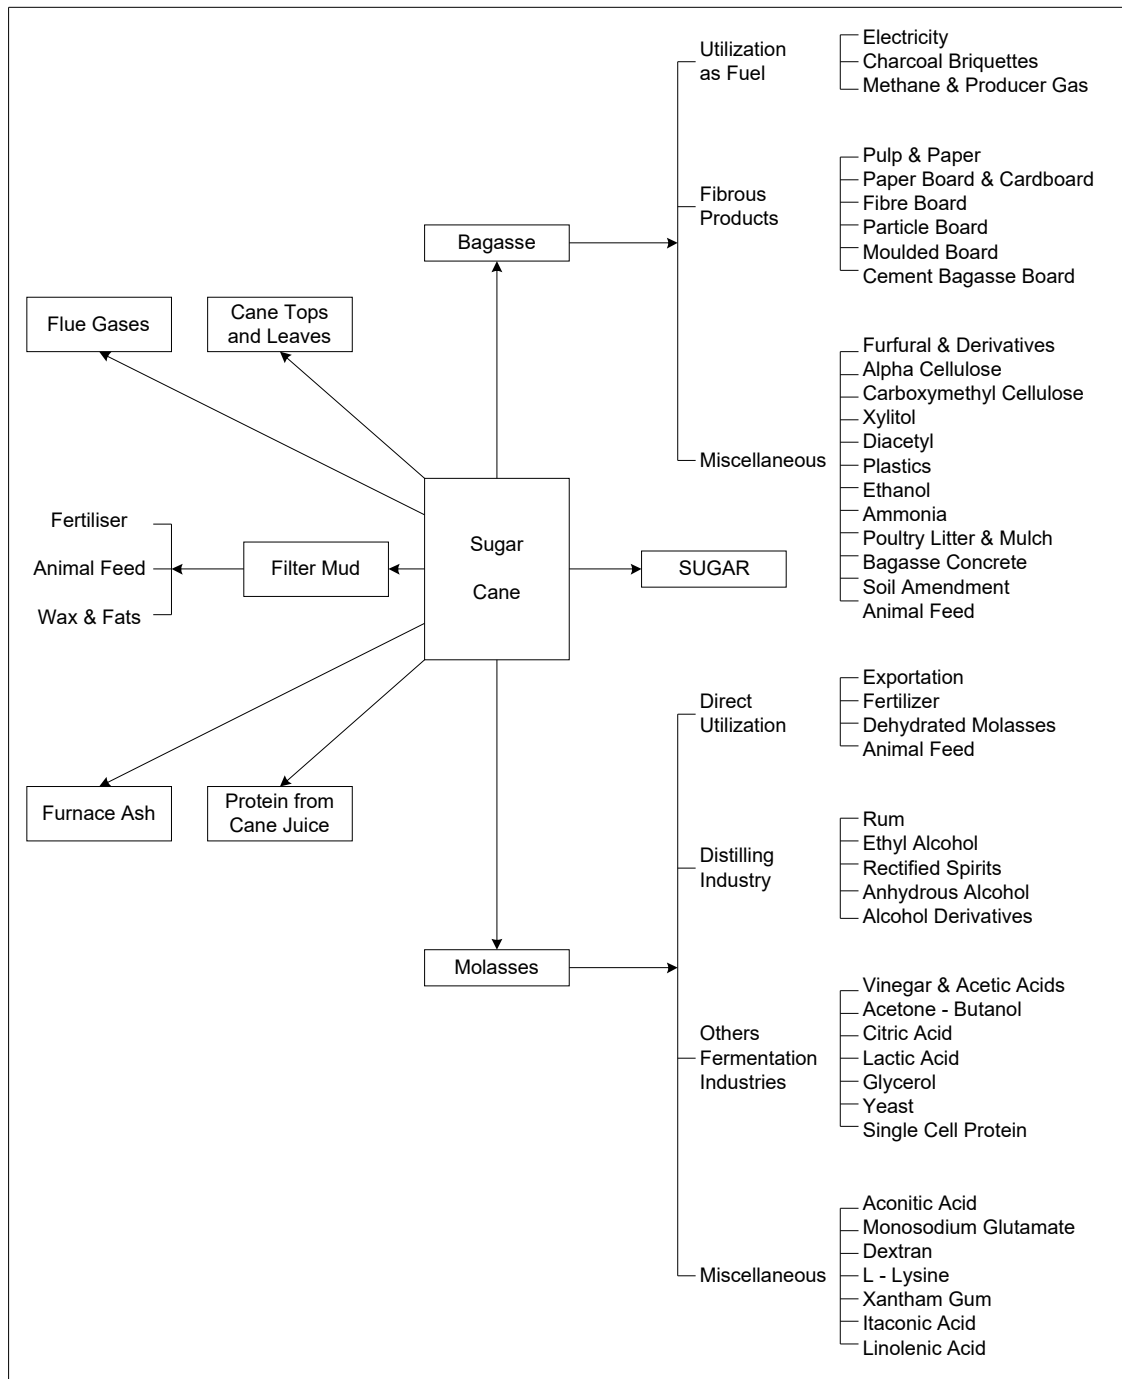 Electricity
Utilization
as Fuel
Charcoal Briquettes
Methane & Producer Gas
Pulp & Paper
Paper Board & Cardboard
Fibrous
Products
Fibre Board
Particle Board
Moulded Board
Cement Bagasse Board
Bagasse
Flue Gases
Cane Tops
and Leaves
Furfural & Derivatives
Alpha Cellulose
Carboxymethyl Cellulose
Xylitol
Diacetyl
Miscellaneous
Plastics
Ethanol
Ammonia
Poultry Litter & Mulch
Bagasse Concrete
Soil Amendment
Animal Feed
Fertiliser
Animal Feed
Wax & Fats
Filter Mud
Sugar
Cane
SUGAR
Direct
Utilization
Exportation
Fertilizer
Dehydrated Molasses
Animal Feed
Furnace Ash
Protein from
Cane Juice
Distilling
Industry
Rum
Ethyl Alcohol
Rectified Spirits
Anhydrous Alcohol
Alcohol Derivatives
Molasses
Others
Fermentation
Industries
Vinegar & Acetic Acids
Acetone - Butanol
Citric Acid
Lactic Acid
Glycerol
Yeast
Single Cell Protein
Miscellaneous
Aconitic Acid
Monosodium Glutamate
Dextran
L - Lysine
Xantham Gum
Itaconic Acid
Linolenic Acid